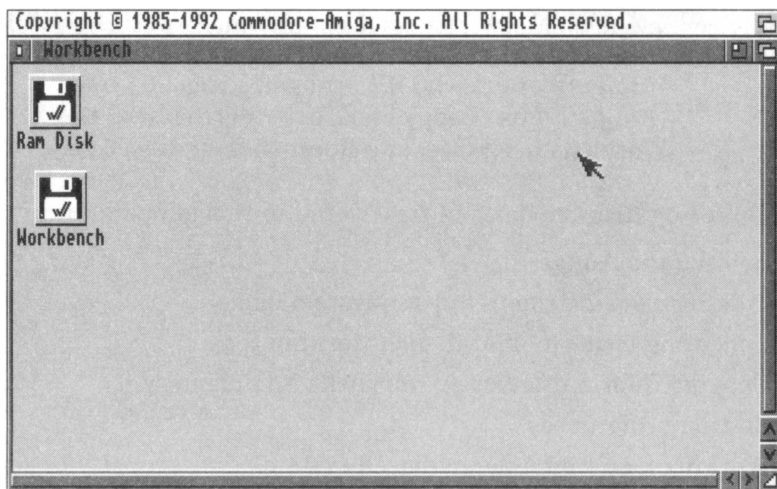 Copyright © 1985-1992 Commodore-Amiga, Inc. All Rights Reserved.
Workbench
Ram Disk
Workbench